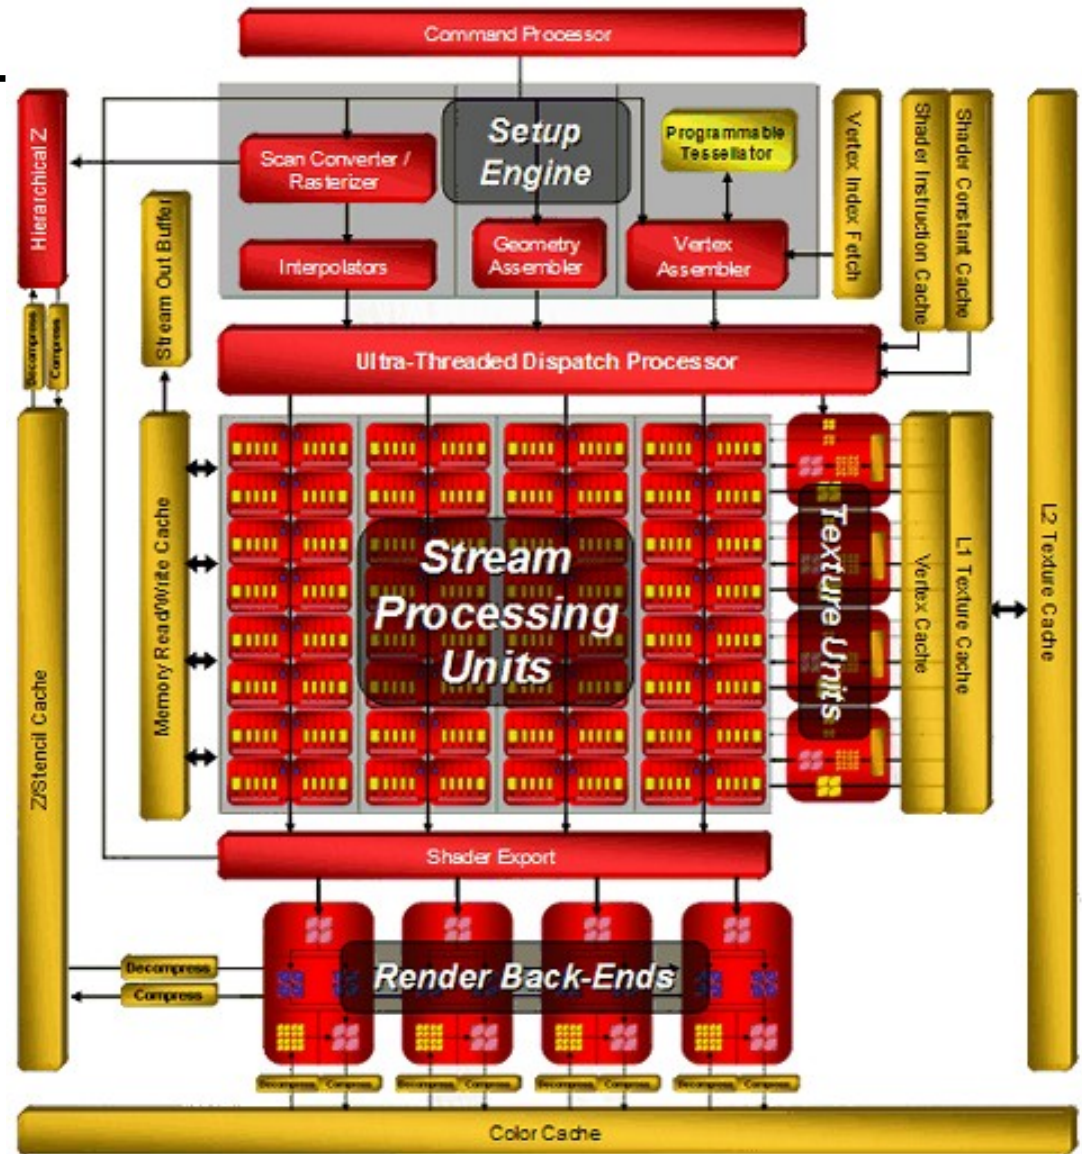 Command Processor
Hierarchical Z
Setup
Engine
Scan Converter /
Rasterizer
Programmable
Tessellator
Interpolators
Geometry
Assembler
Vertex
Assembler
Vertex Index Fetch
Shader Instruction Cache
Shader Constant Cache
Stream Out Buffer
Decompress
Compress
Ultra-Threaded Dispatch Processor
Z/Stencil Cache
Memory Read/Write Cache
Stream
Processing
Units
Texture Units
Vertex Cache
L1 Texture Cache
L2 Texture Cache
Shader Export
Decompress
Compress
Render Back-Ends
Decompress Compress Decompress Compress Decompress Compress Decompress Compress
Color Cache